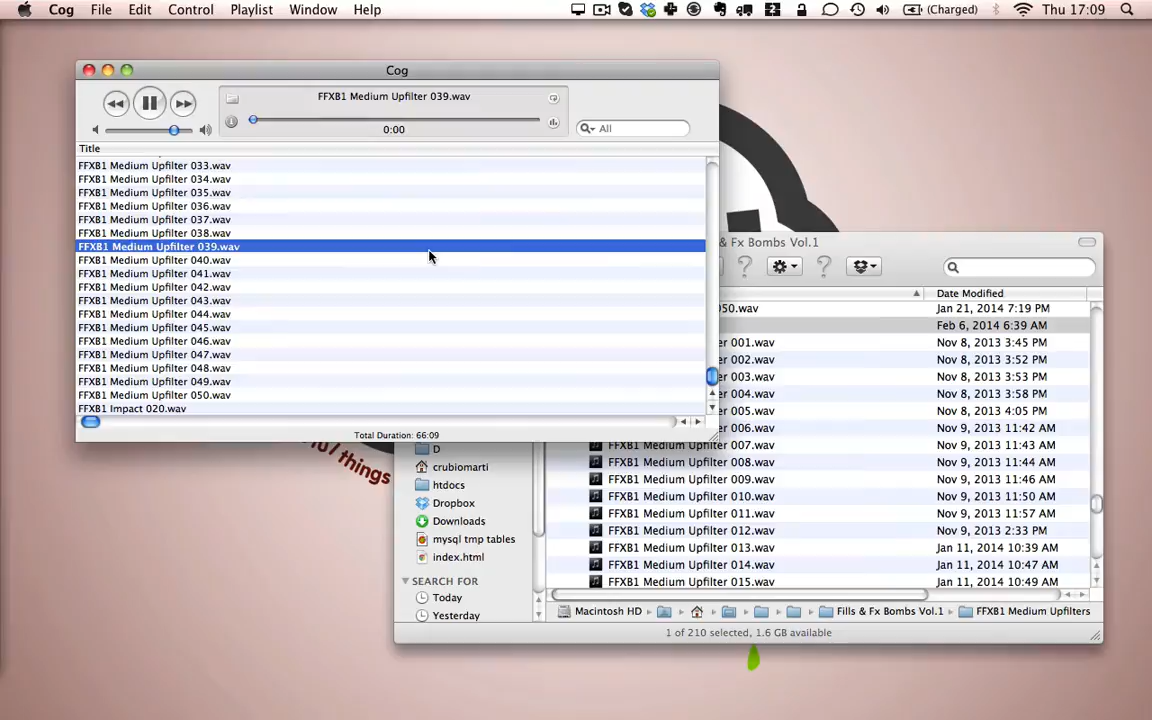 Cog File Edit View Control Playlist Window Help
(Charged) Thu 17:09
Cog
FFXB1 Medium Upfilter 039.wav
0:00
All
Title
FFXB1 Medium Upfilter 033.wav
FFXB1 Medium Upfilter 034.wav
FFXB1 Medium Upfilter 035.wav
FFXB1 Medium Upfilter 036.wav
FFXB1 Medium Upfilter 037.wav
FFXB1 Medium Upfilter 038.wav
FFXB1 Medium Upfilter 039.wav
FFXB1 Medium Upfilter 040.wav
FFXB1 Medium Upfilter 041.wav
FFXB1 Medium Upfilter 042.wav
FFXB1 Medium Upfilter 043.wav
FFXB1 Medium Upfilter 044.wav
FFXB1 Medium Upfilter 045.wav
FFXB1 Medium Upfilter 046.wav
FFXB1 Medium Upfilter 047.wav
FFXB1 Medium Upfilter 048.wav
FFXB1 Medium Upfilter 049.wav
FFXB1 Medium Upfilter 050.wav
FFXB1 Impact 020.wav
Total Duration: 66:09
& Fx Bombs Vol.1
Date Modified
050.wav Jan 21, 2014 7:19 PM
Feb 6, 2014 6:39 AM
er 001.wav Nov 8, 2013 3:45 PM
er 002.wav Nov 8, 2013 3:52 PM
er 003.wav Nov 8, 2013 3:53 PM
er 004.wav Nov 8, 2013 3:58 PM
er 005.wav Nov 8, 2013 4:05 PM
er 006.wav Nov 9, 2013 11:42 AM
FFXB1 Medium Upfilter 007.wav Nov 9, 2013 11:43 AM
FFXB1 Medium Upfilter 008.wav Nov 9, 2013 11:44 AM
FFXB1 Medium Upfilter 009.wav Nov 9, 2013 11:46 AM
FFXB1 Medium Upfilter 010.wav Nov 9, 2013 11:50 AM
FFXB1 Medium Upfilter 011.wav Nov 9, 2013 11:57 AM
FFXB1 Medium Upfilter 012.wav Nov 9, 2013 2:33 PM
FFXB1 Medium Upfilter 013.wav Jan 11, 2014 10:39 AM
FFXB1 Medium Upfilter 014.wav Jan 11, 2014 10:47 AM
FFXB1 Medium Upfilter 015.wav Jan 11, 2014 10:49 AM
D
crubiomarti
htdocs
Dropbox
Downloads
mysql tmp tables
index.html
SEARCH FOR
Today
Yesterday
Macintosh HD Fills & Fx Bombs Vol.1 FFXB1 Medium Upfilters
1 of 210 selected, 1.6 GB available
things